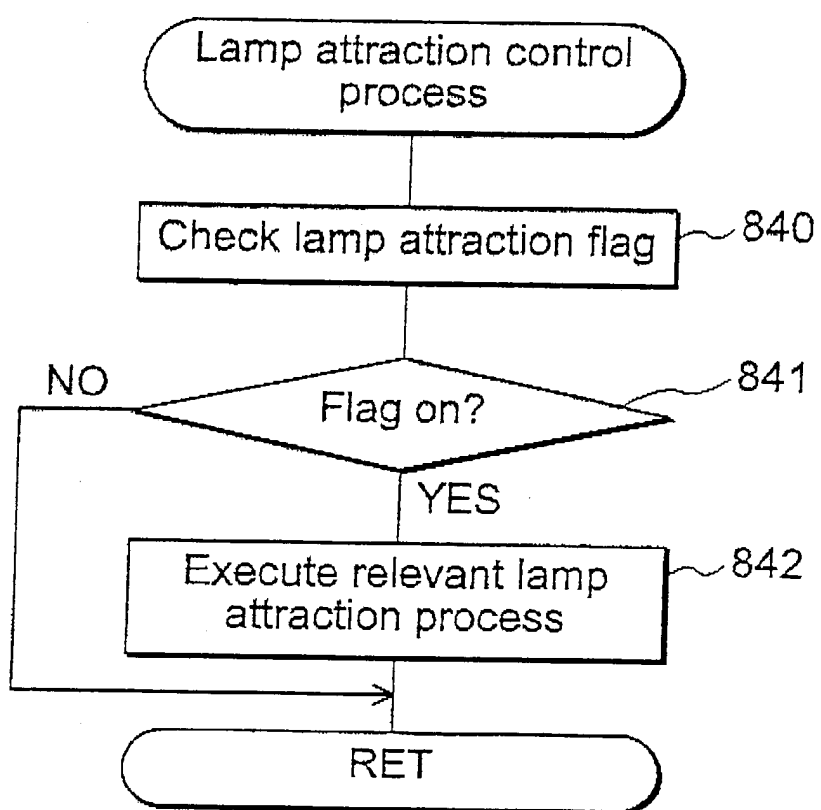 Lamp attraction control
process
Check lamp attraction flag
840
NO
Flag on?
841
YES
Execute relevant lamp
attraction process
842
RET